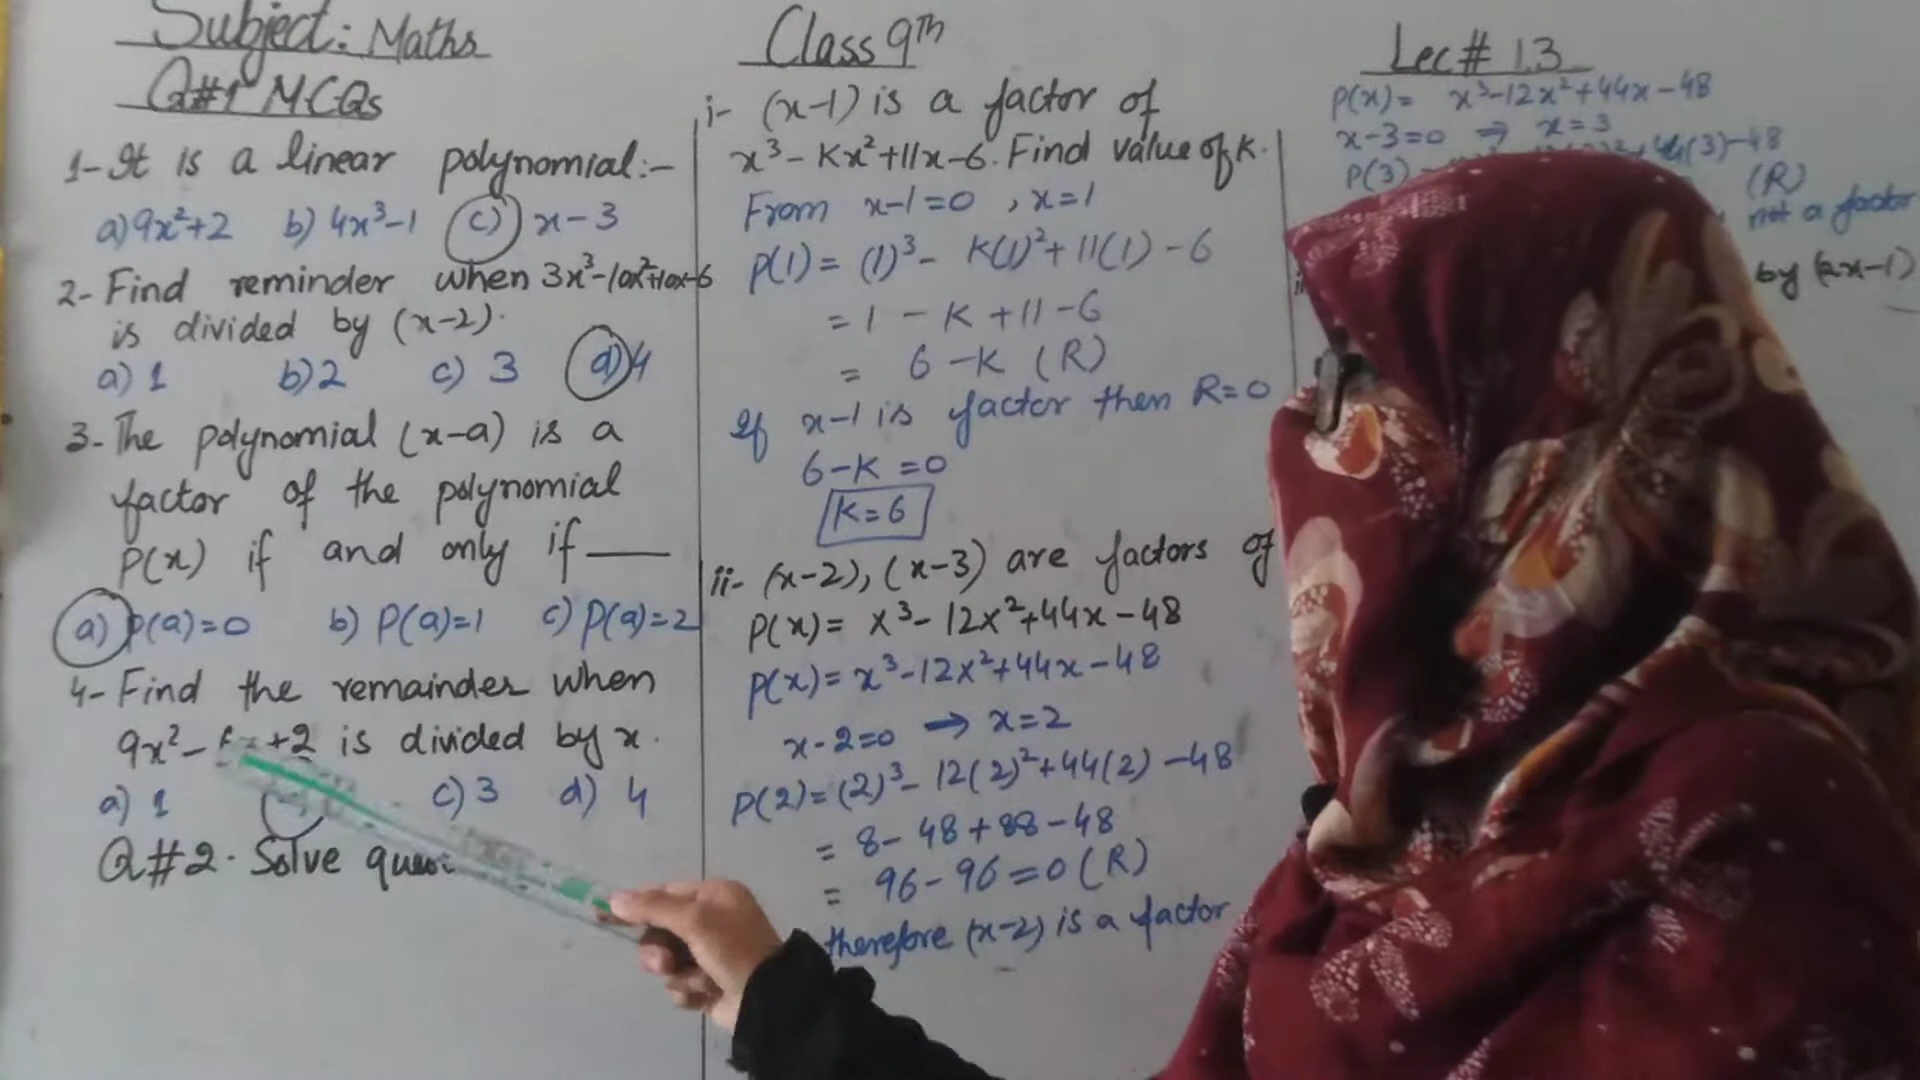 Subject: Maths
Q#1 MCQs
1- It is a linear polynomial:-
a) 9x²+2 b) 4x³-1 c) x-3
2- Find reminder when 3x³-10x²+10x-6
is divided by (x-2).
a) 1 b) 2 c) 3 d) 4
3- The polynomial (x-a) is a
factor of the polynomial
P(x) if and only if ___
a) P(a)=0 b) P(a)=1 c) P(a)=2
4- Find the remainder when
9x²- +2 is divided by x.
a) 1 c) 3 d) 4
Q#2. Solve
Class 9th
i- (x-1) is a factor of
x³-Kx²+11x-6. Find value of K.
From x-1=0, x=1
P(1) = (1)³- K(1)²+11(1)-6
= 1 - K +11-6
= 6-K (R)
If x-1 is factor then R=0
6-K=0
K=6
ii- (x-2), (x-3) are factors of
P(x)= x³-12x²+44x-48
P(x)= x³-12x²+44x-48
x-2=0 → x=2
P(2)=(2)³-12(2)²+44(2)-48
= 8-48+88-48
= 96-96=0 (R)
therefore (x-2) is a factor
Lec# 13
P(x)= x³-12x²+44x-48
x-3=0 ⇒ x=3
P(3) (3)-48
(R)
not a factor
by (2x-1)